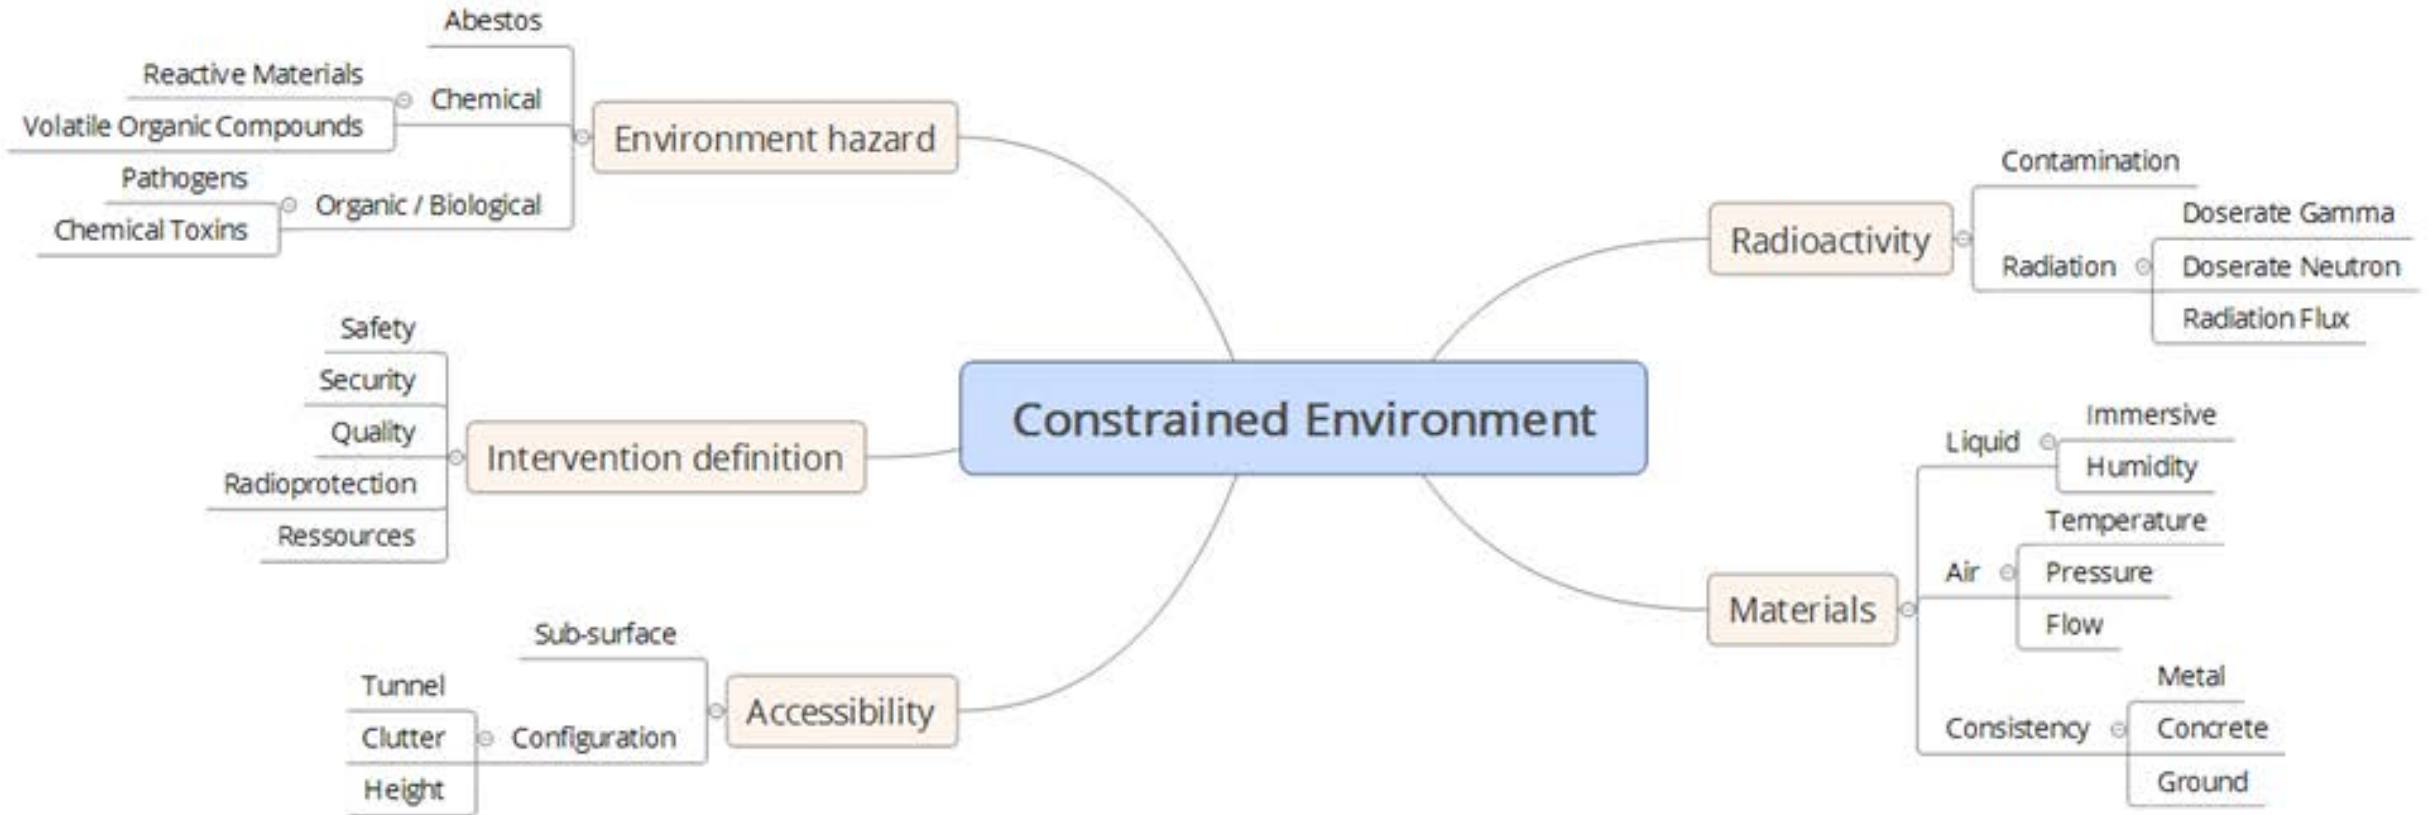 Abestos
Reactive Materials
Chemical
Volatile Organic Compounds
Environment hazard
Pathogens
Organic / Biological
Chemical Toxins
Safety
Security
Quality
Intervention definition
Radioprotection
Ressources
Sub-surface
Tunnel
Accessibility
Clutter
Configuration
Height
Constrained Environment
Contamination
Radioactivity
Doserate Gamma
Radiation
Doserate Neutron
Radiation Flux
Immersive
Liquid
Humidity
Temperature
Air
Pressure
Materials
Flow
Metal
Consistency
Concrete
Ground